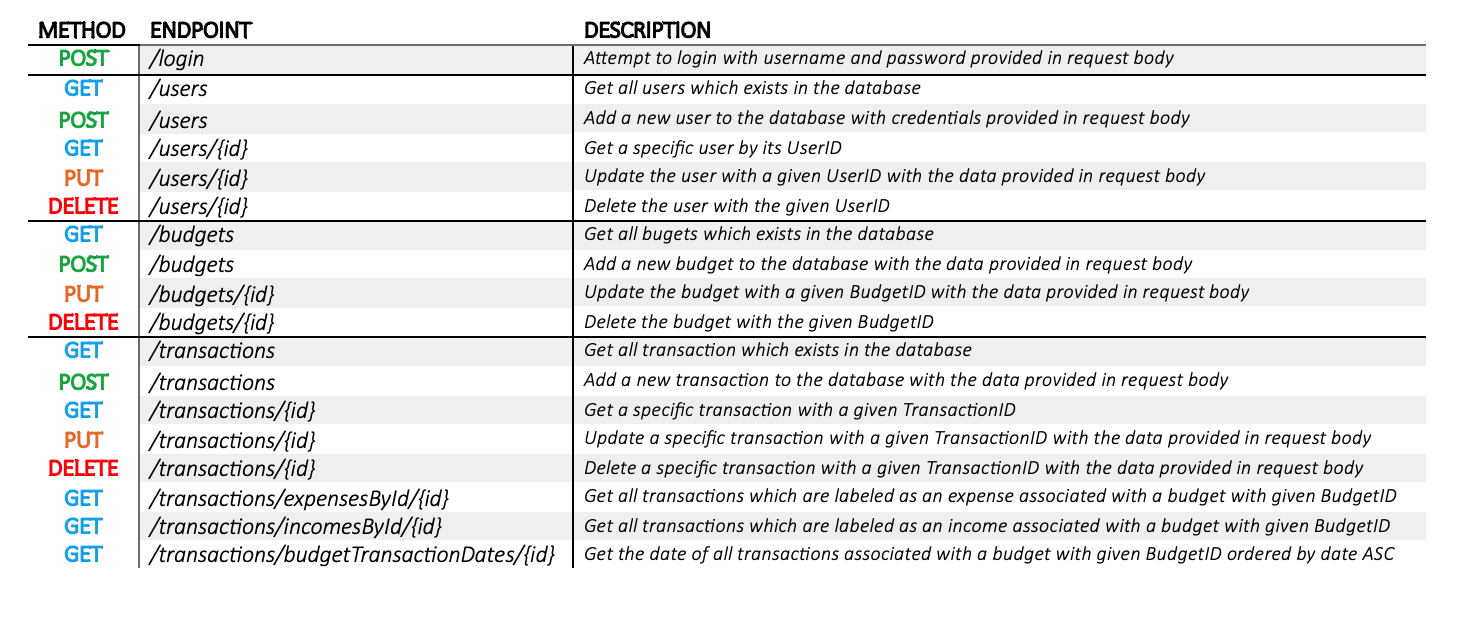 METHOD ENDPOINT DESCRIPTION
POST /login Attempt to login with username and password provided in request body
GET /users Get all users which exists in the database
POST /users Add a new user to the database with credentials provided in request body
GET /users/{id} Get a specific user by its UserID
PUT /users/{id} Update the user with a given UserID with the data provided in request body
DELETE /users/{id} Delete the user with the given UserID
GET /budgets Get all bugets which exists in the database
POST /budgets Add a new budget to the database with the data provided in request body
PUT /budgets/{id} Update the budget with a given BudgetID with the data provided in request body
DELETE /budgets/{id} Delete the budget with the given BudgetID
GET /transactions Get all transaction which exists in the database
POST /transactions Add a new transaction to the database with the data provided in request body
GET /transactions/{id} Get a specific transaction with a given TransactionID
PUT /transactions/{id} Update a specific transaction with a given TransactionID with the data provided in request body
DELETE /transactions/{id} Delete a specific transaction with a given TransactionID with the data provided in request body
GET /transactions/expensesById/{id} Get all transactions which are labeled as an expense associated with a budget with given BudgetID
GET /transactions/incomesById/{id} Get all transactions which are labeled as an income associated with a budget with given BudgetID
GET /transactions/budgetTransactionDates/{id} Get the date of all transactions associated with a budget with given BudgetID ordered by date ASC